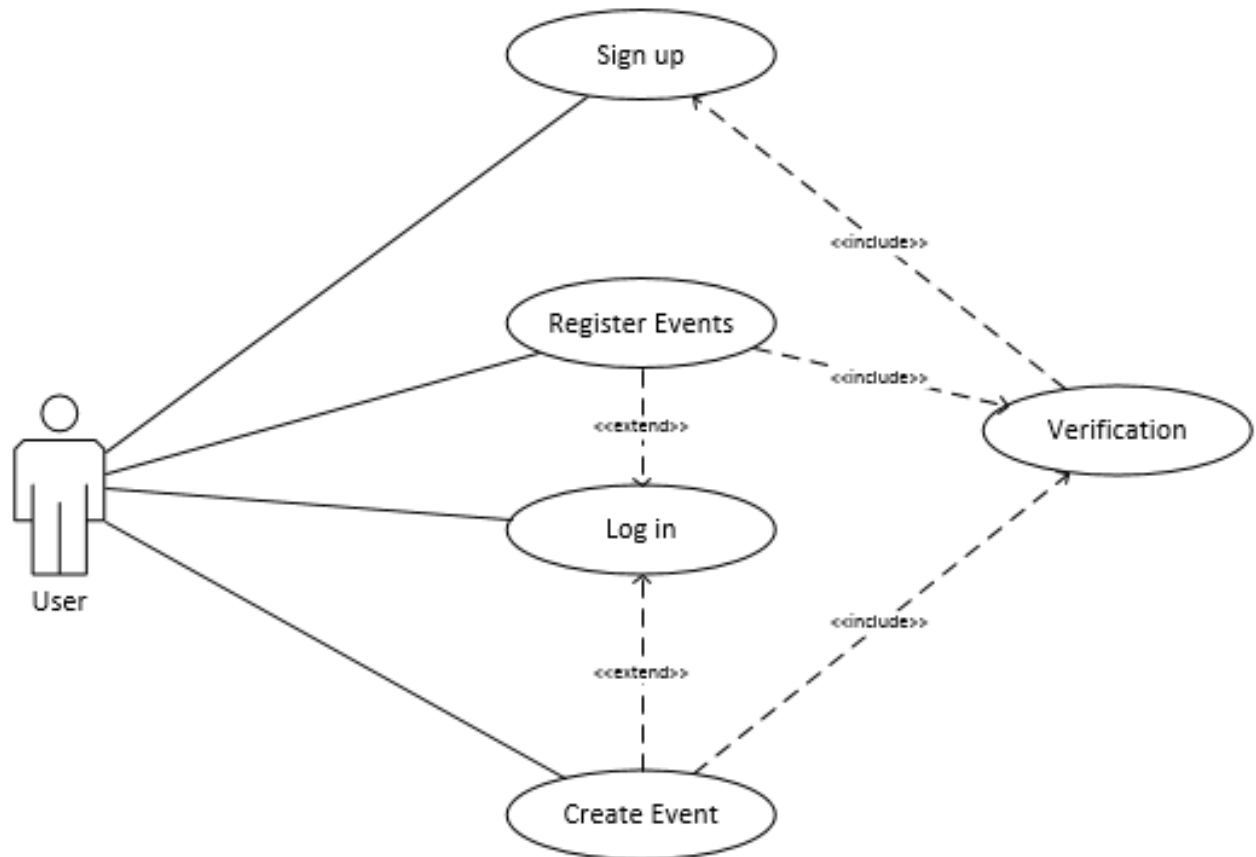 Sign up
<<include>>
Register Events
<<include>>
<<extend>>
Verification
Log in
User
<<include>>
<<extend>>
Create Event